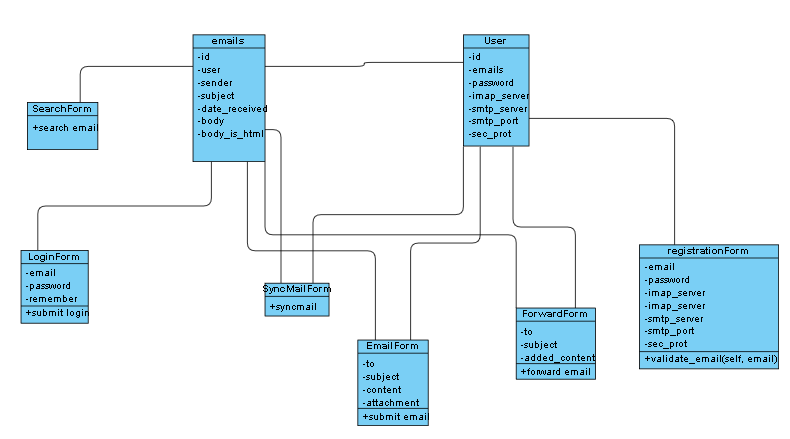 emails
-id
-user
-sender
-subject
-date_received
-body
-body_is_html
User
-id
-emails
-password
-imap_server
-smtp_server
-smtp_port
-sec_prot
SearchForm
+search email
LoginForm
-email
-password
-remember
+submit login
SyncMailForm
+syncmail
EmailForm
-to
-subject
-content
-attachment
+submit email
ForwardForm
-to
-subject
-added_content
+forward email
registrationForm
-email
-password
-imap_server
-imap_server
-smtp_server
-smtp_port
-sec_prot
+validate_email(self, email)